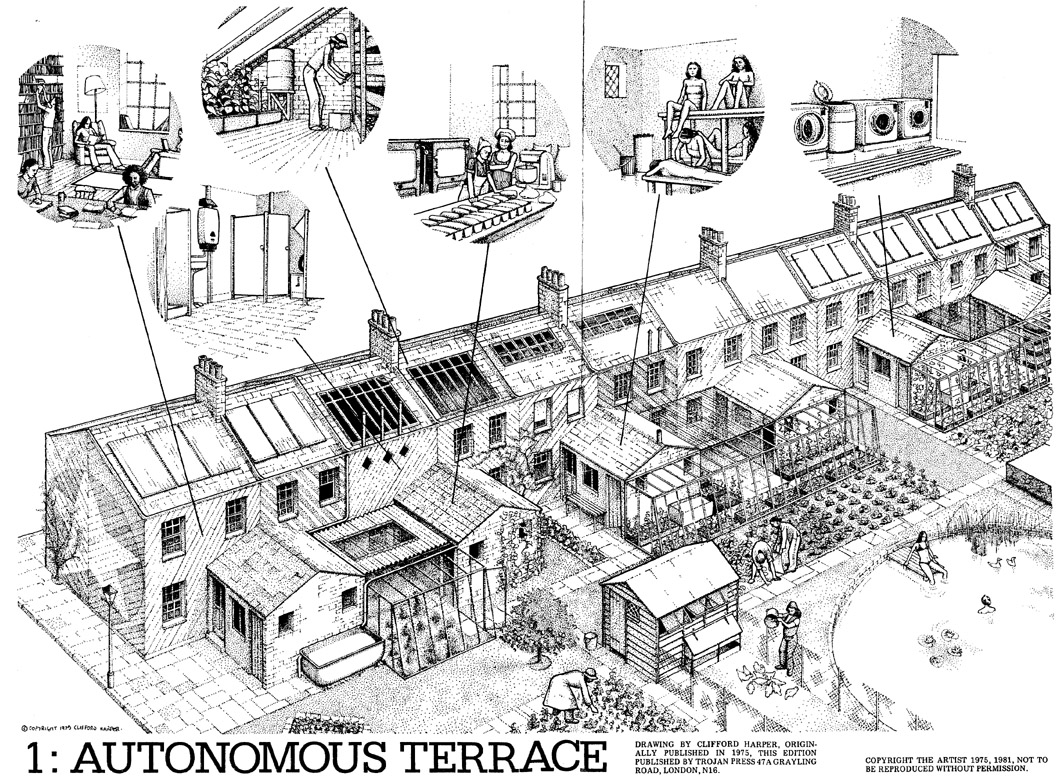 © COPYRIGHT 1975 CLIFFORD HARPER.
1: AUTONOMOUS TERRACE
DRAWING BY CLIFFORD HARPER, ORIGIN-
ALLY PUBLISHED IN 1975, THIS EDITION
PUBLISHED BY TROJAN PRESS 47A GRAYLING
ROAD, LONDON, N16.
COPYRIGHT THE ARTIST 1975, 1981, NOT TO
BE REPRODUCED WITHOUT PERMISSION.